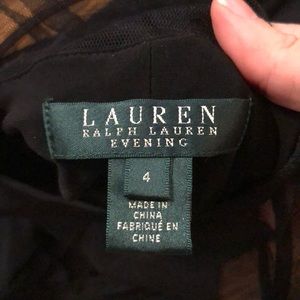 LAUREN
RALPH LAUREN
EVENING
4
MADE IN
CHINA
FABRIQUÉ EN
CHINE